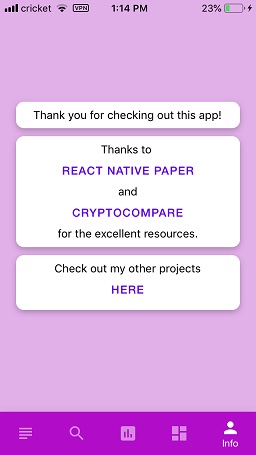 cricket VPN 1:14 PM 23%
Thank you for checking out this app!
Thanks to
REACT NATIVE PAPER
and
CRYPTOCOMPARE
for the excellent resources.
Check out my other projects
HERE
Info